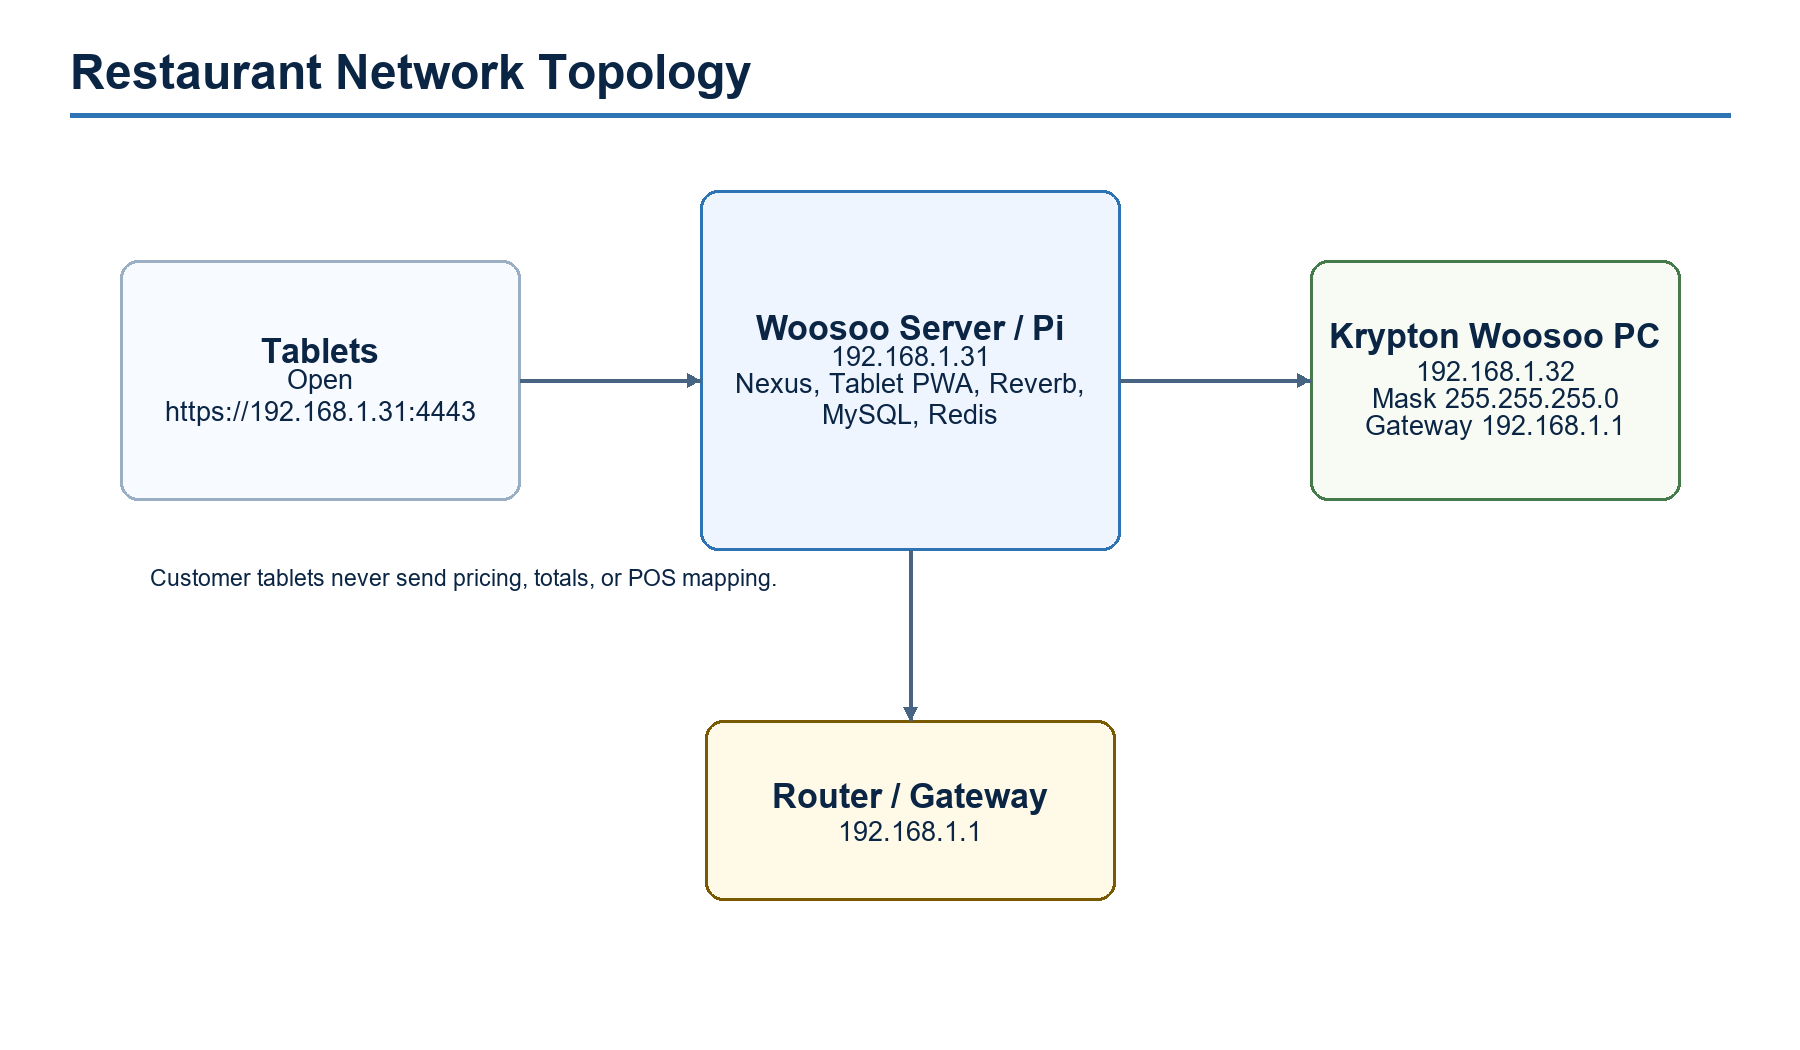 Restaurant Network Topology
Tablets
Open
https://192.168.1.31:4443
Woosoo Server / Pi
192.168.1.31
Nexus, Tablet PWA, Reverb,
MySQL, Redis
Krypton Woosoo PC
192.168.1.32
Mask 255.255.255.0
Gateway 192.168.1.1
Customer tablets never send pricing, totals, or POS mapping.
Router / Gateway
192.168.1.1